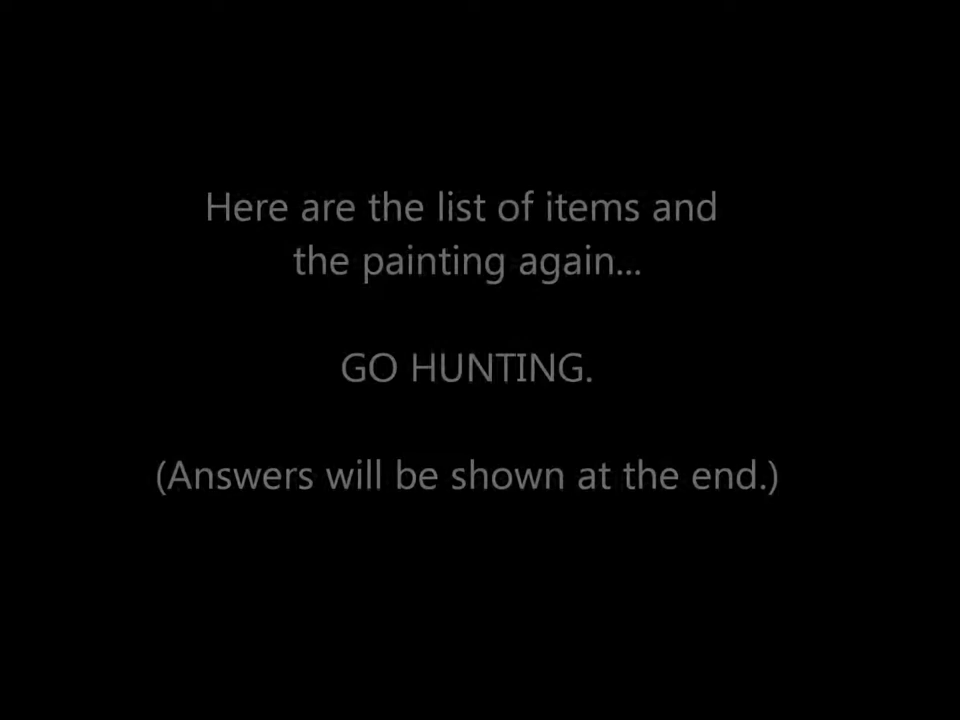 Here are the list of items and
the painting again...
GO HUNTING.
(Answers will be shown at the end.)